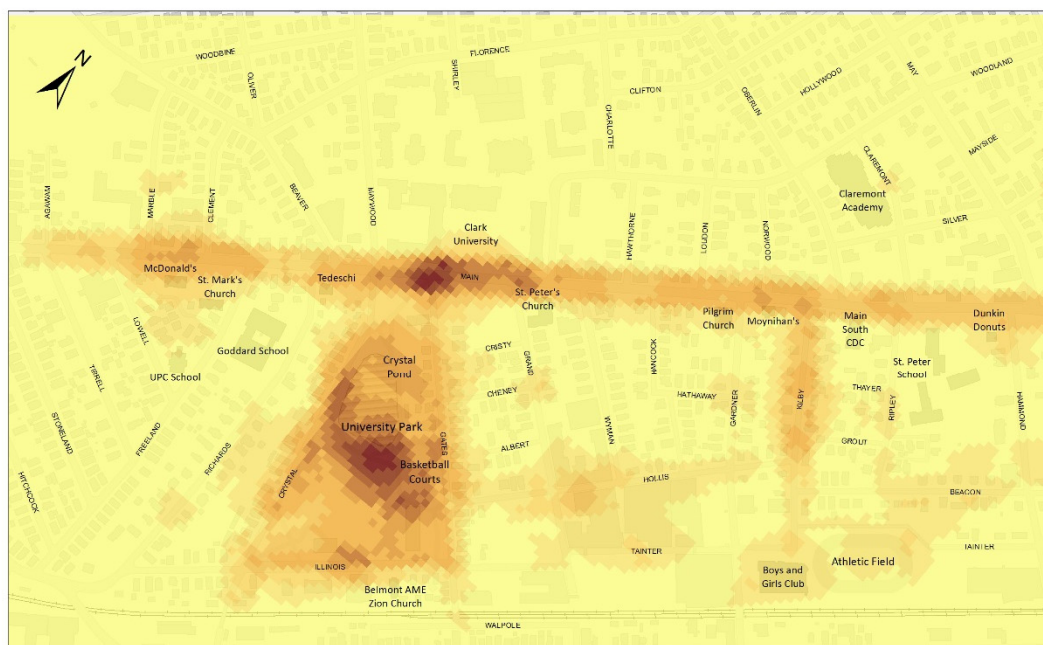 N
WOODBINE
FLORENCE
OLIVER
SHIRLEY
CLIFTON
CHARLOTTE
OBERLIN
HOLLYWOOD
MAY
WOODLAND
MAYSIDE
CLAREMONT
Claremont
Academy
SILVER
AGAWAM
MARBLE
CLEMENT
BEAVER
MAYWOOD
Clark
University
HAWTHORNE
LOUDON
NORWOOD
McDonald's
St. Mark's
Church
Tedeschi
MAIN
St. Peter's
Church
Pilgrim
Church
Moynihan's
Main
South
CDC
Dunkin
Donuts
LOWELL
Goddard School
UPC School
Crystal
Pond
CRISTY
GRAND
CHENEY
HANCOCK
HATHAWAY
GARDNER
KILBY
St. Peter
School
THAYER
RIPLEY
HAMMOND
TIRRELL
STONELAND
FREELAND
RICHARDS
HITCHCOCK
University Park
GATES
ALBERT
WYMAN
GROUT
CRYSTAL
Basketball
Courts
HOLLIS
BEACON
TAINTER
TAINTER
ILLINOIS
Boys and
Girls Club
Athletic Field
Belmont AME
Zion Church
WALPOLE